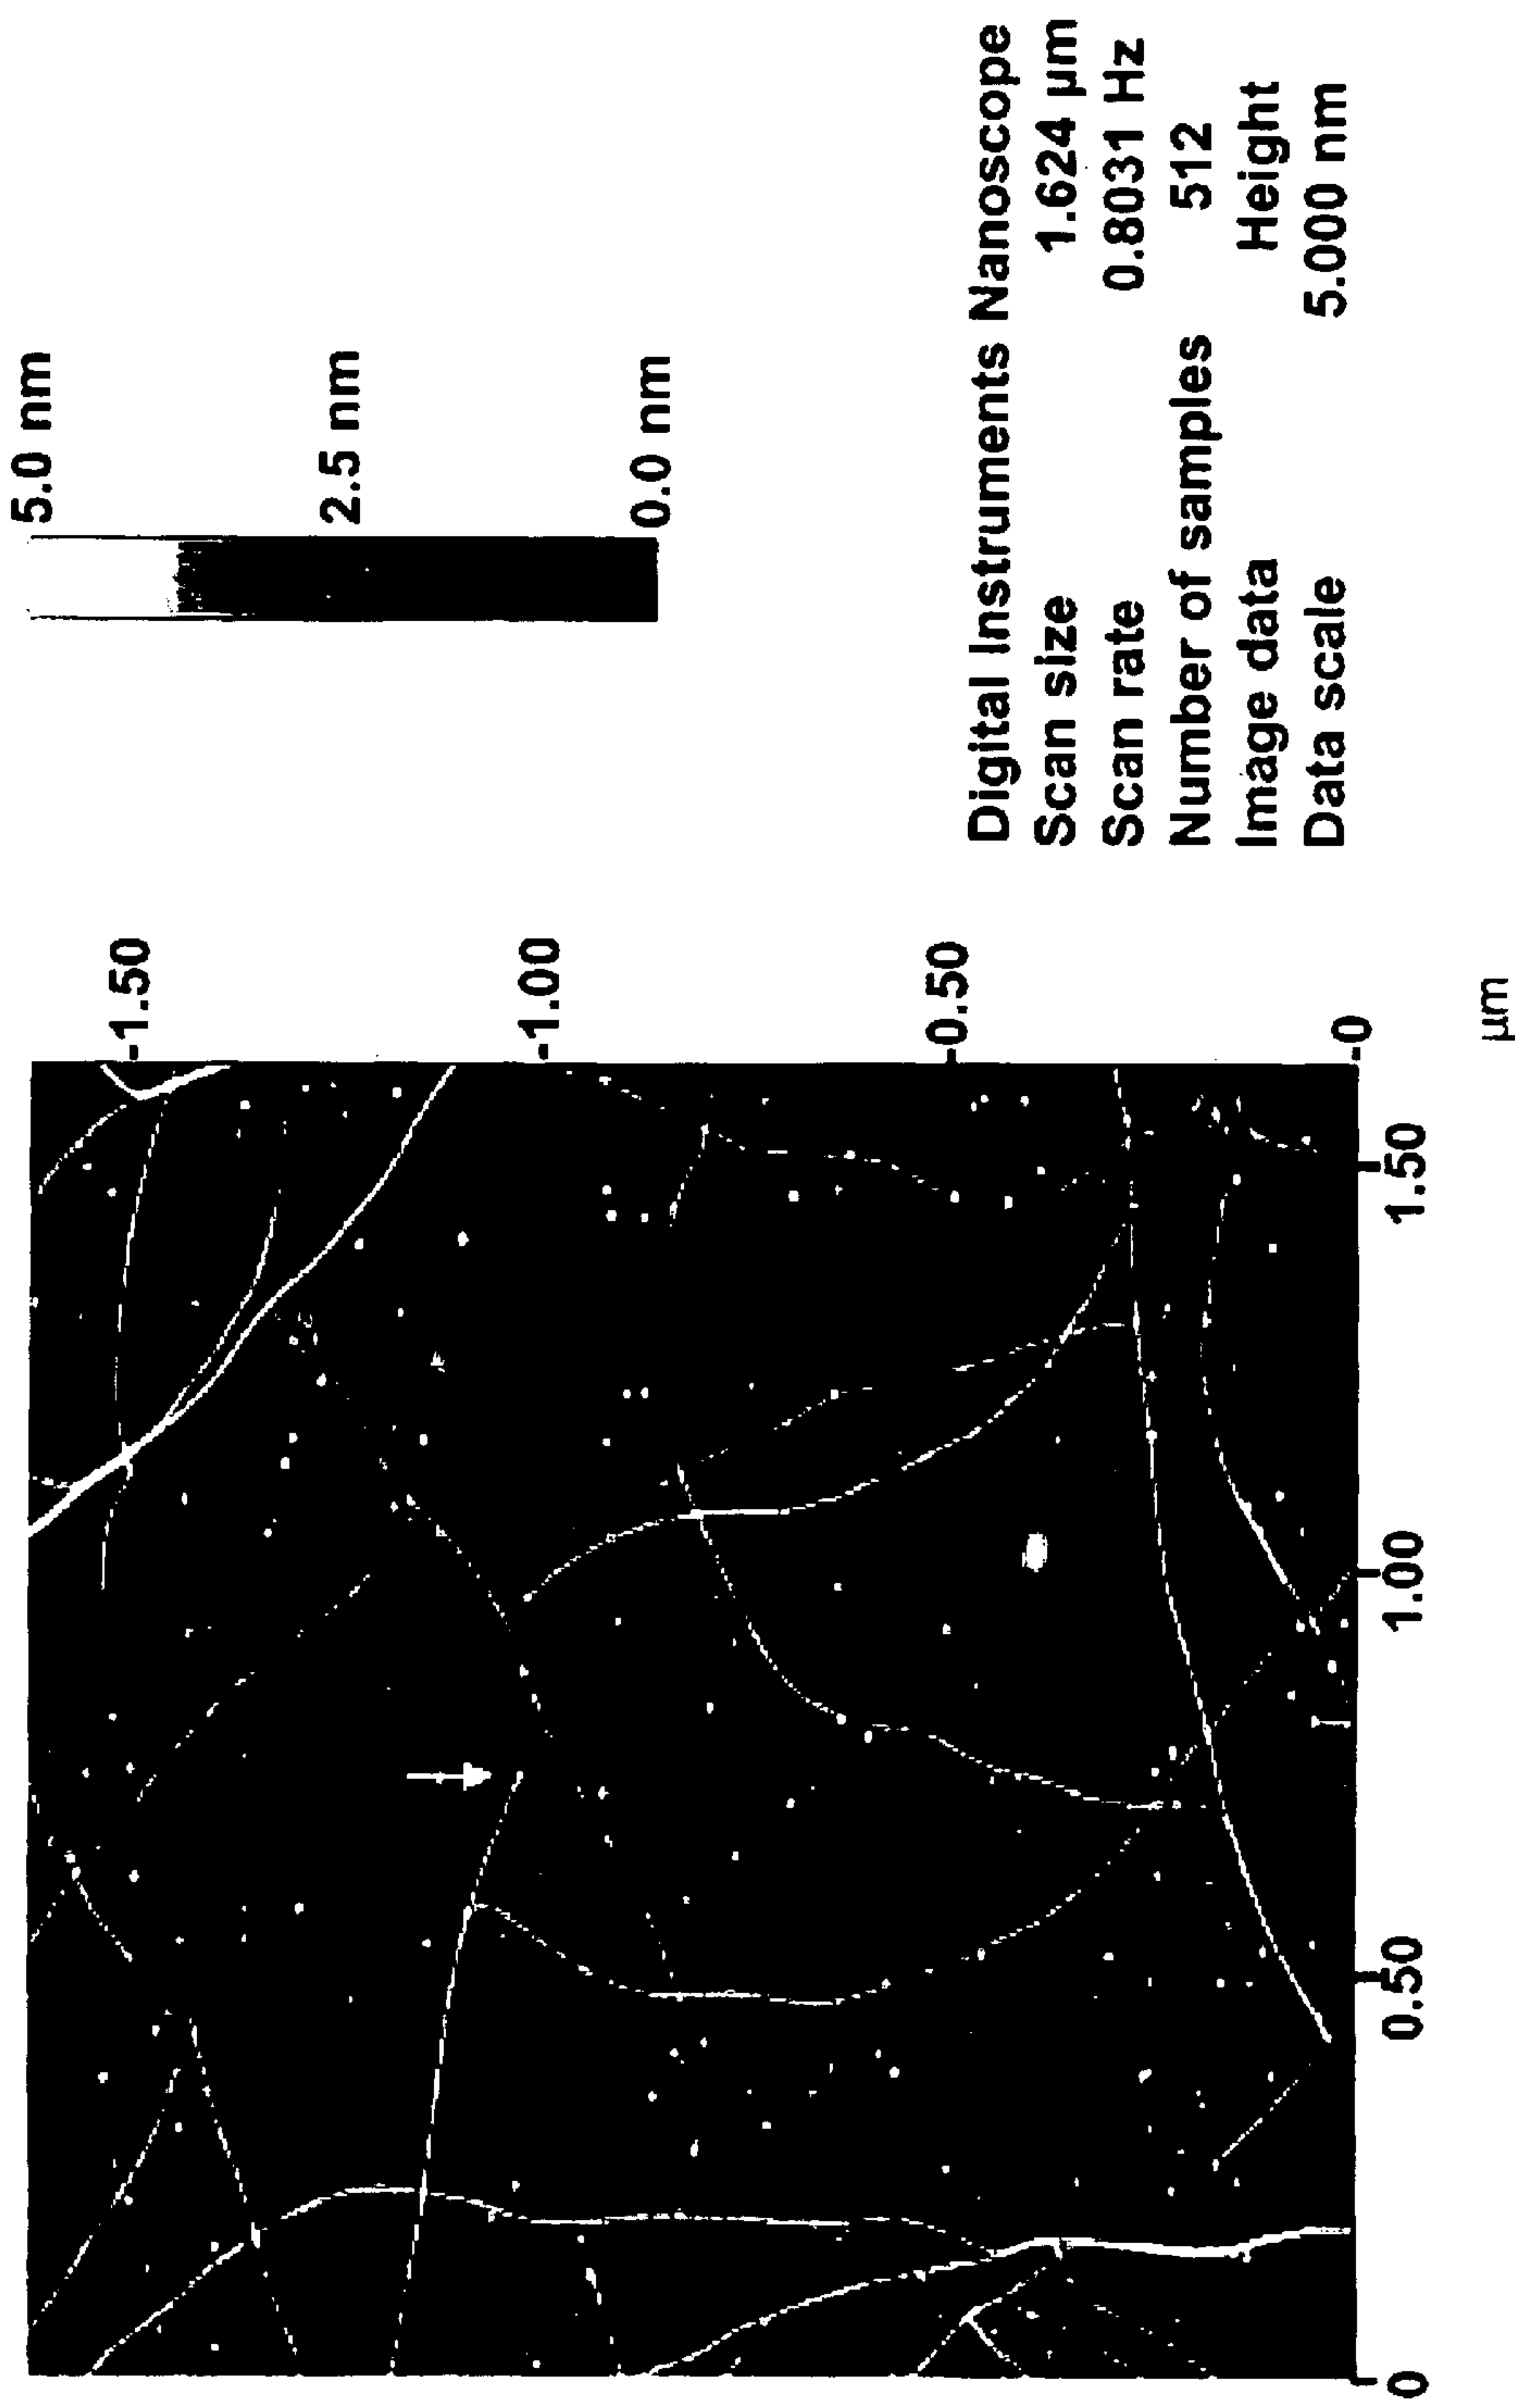 5.0 nm
2.5 nm
0.0 nm
Digital Instruments Nanoscope
Scan size 1.624 µm
Scan rate 0.8031 Hz
Number of samples 512
Image data Height
Data scale 5.000 nm
1.50
1.00
0.50
0
0 0.50 1.00 1.50
µm